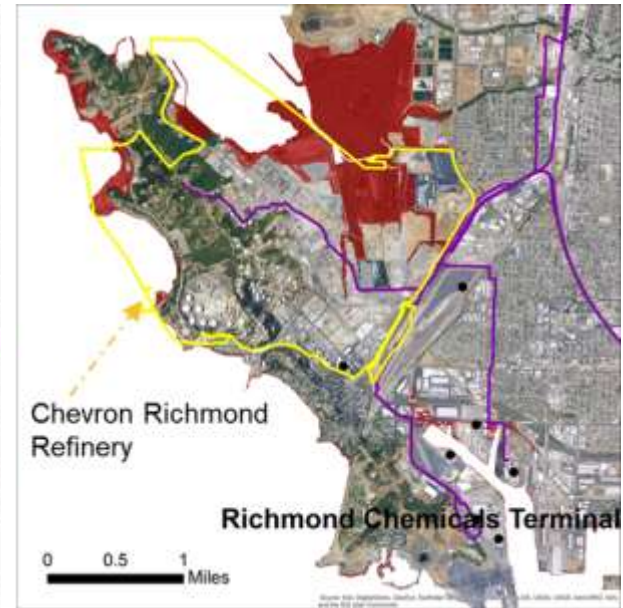 Chevron Richmond
Refinery
Richmond Chemicals Terminal
0 0.5 1
Miles